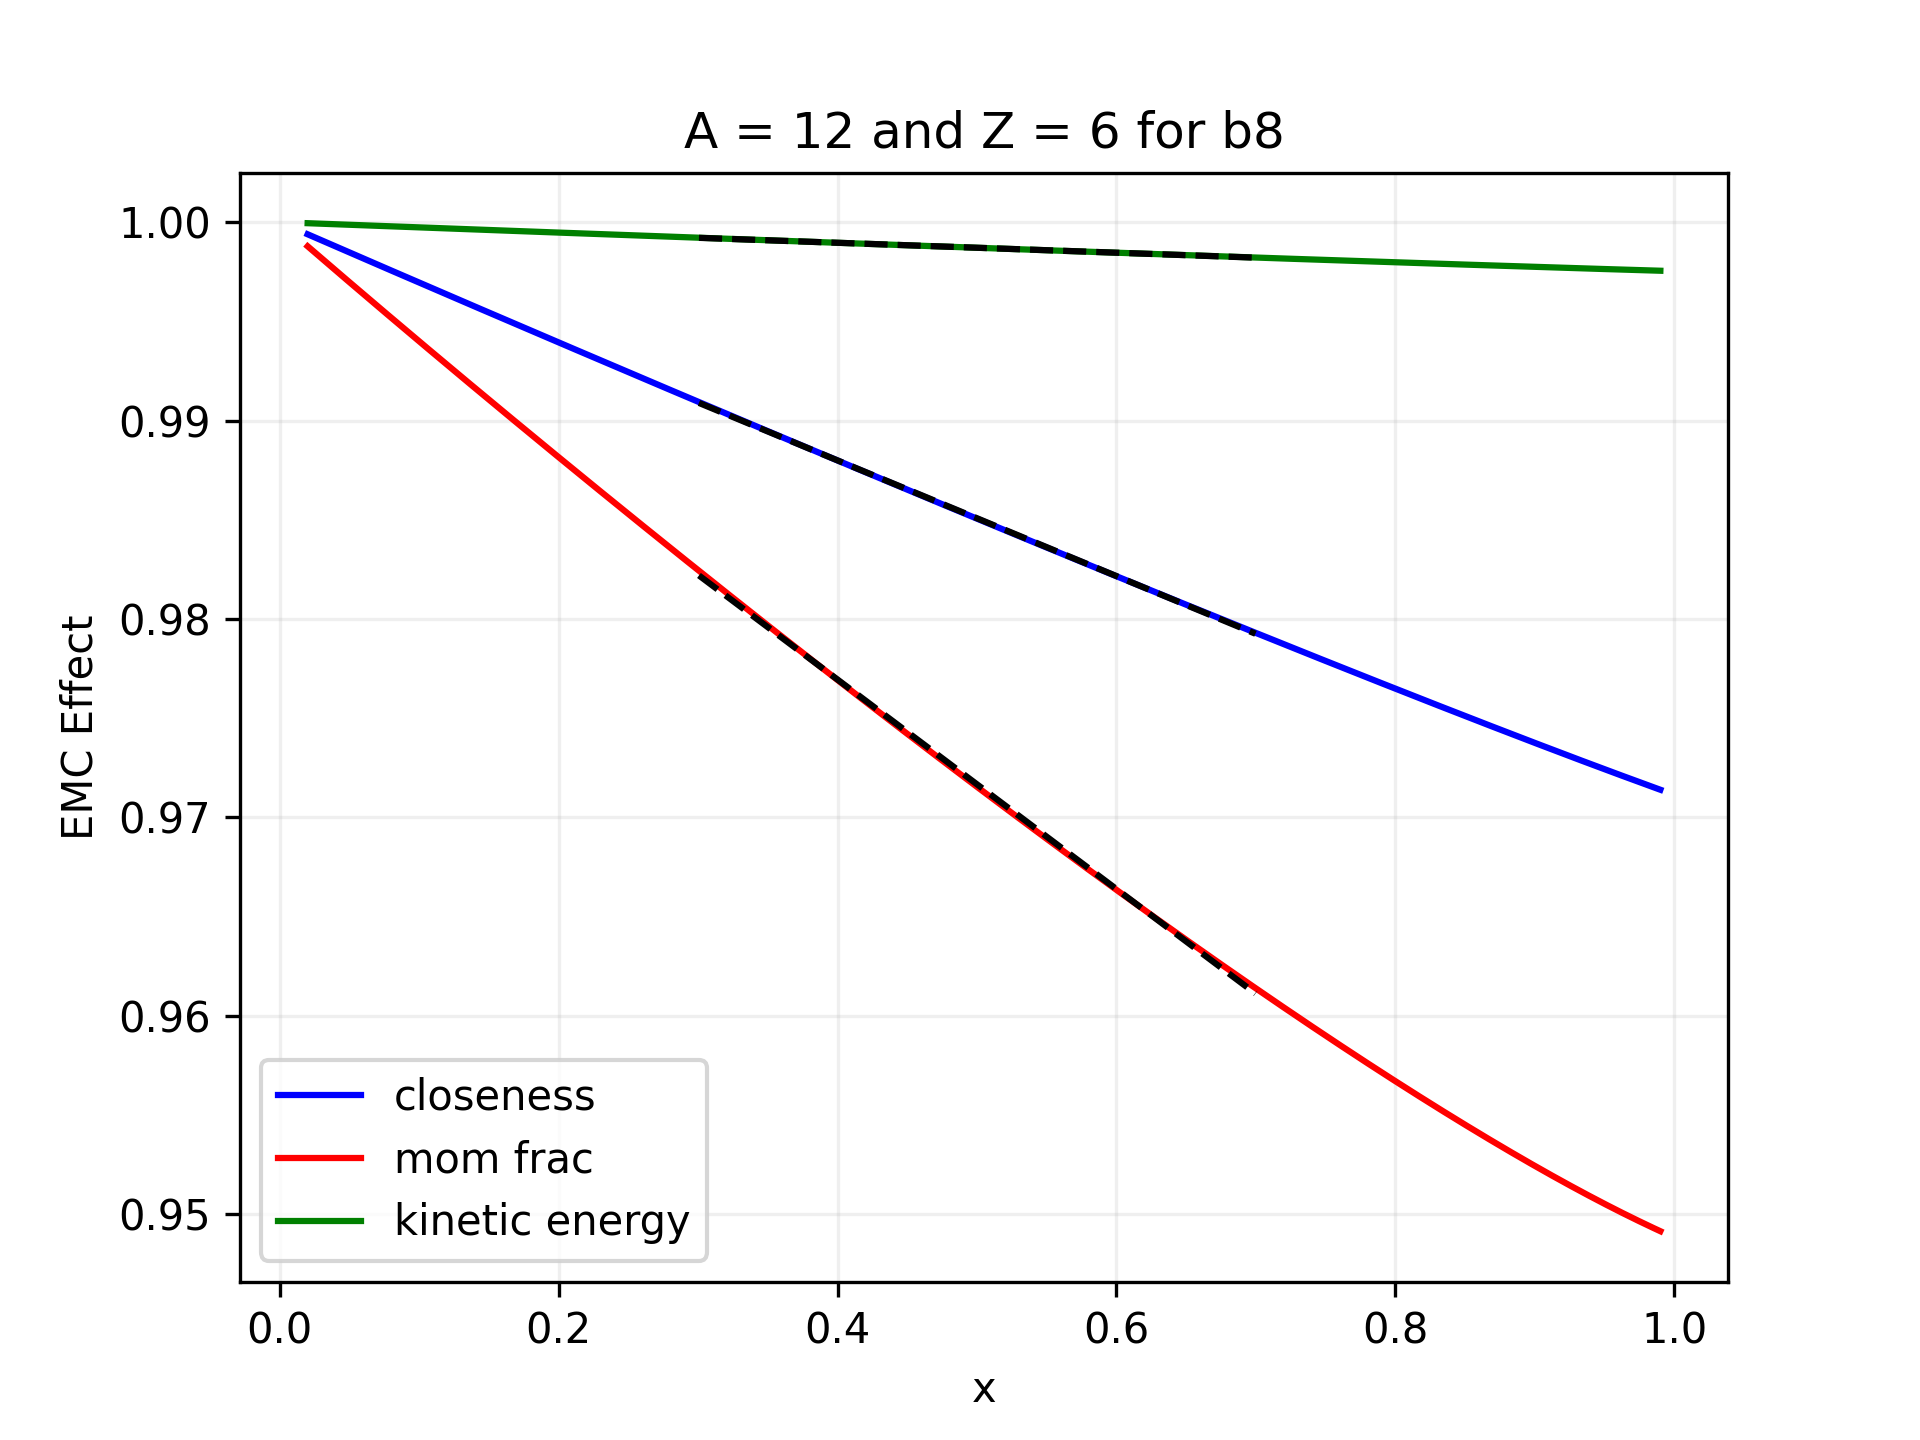 A = 12 and Z = 6 for b8
EMC Effect
1.00
0.99
0.98
0.97
0.96
0.95
closeness
mom frac
kinetic energy
0.0 0.2 0.4 0.6 0.8 1.0
x